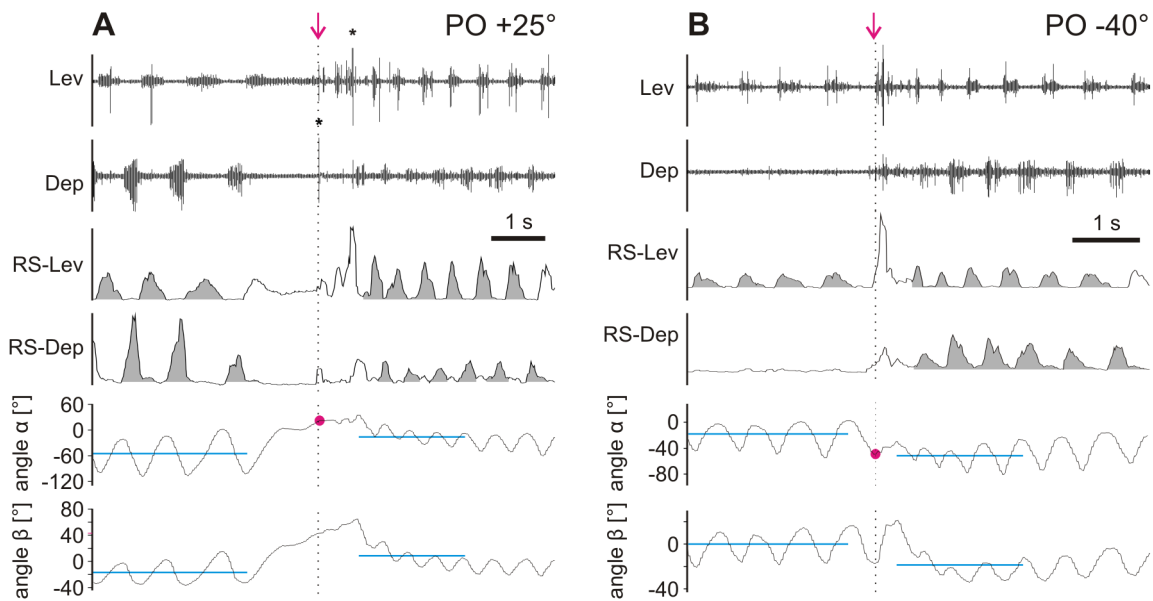 A
PO +25°
*
Lev
*
Dep
1 s
RS-Lev
RS-Dep
60
0
-60
-120
angle α [°]
80
40
0
-40
angle β [°]
B
PO -40°
Lev
Dep
1 s
RS-Lev
RS-Dep
0
-40
-80
angle α [°]
0
-40
angle β [°]